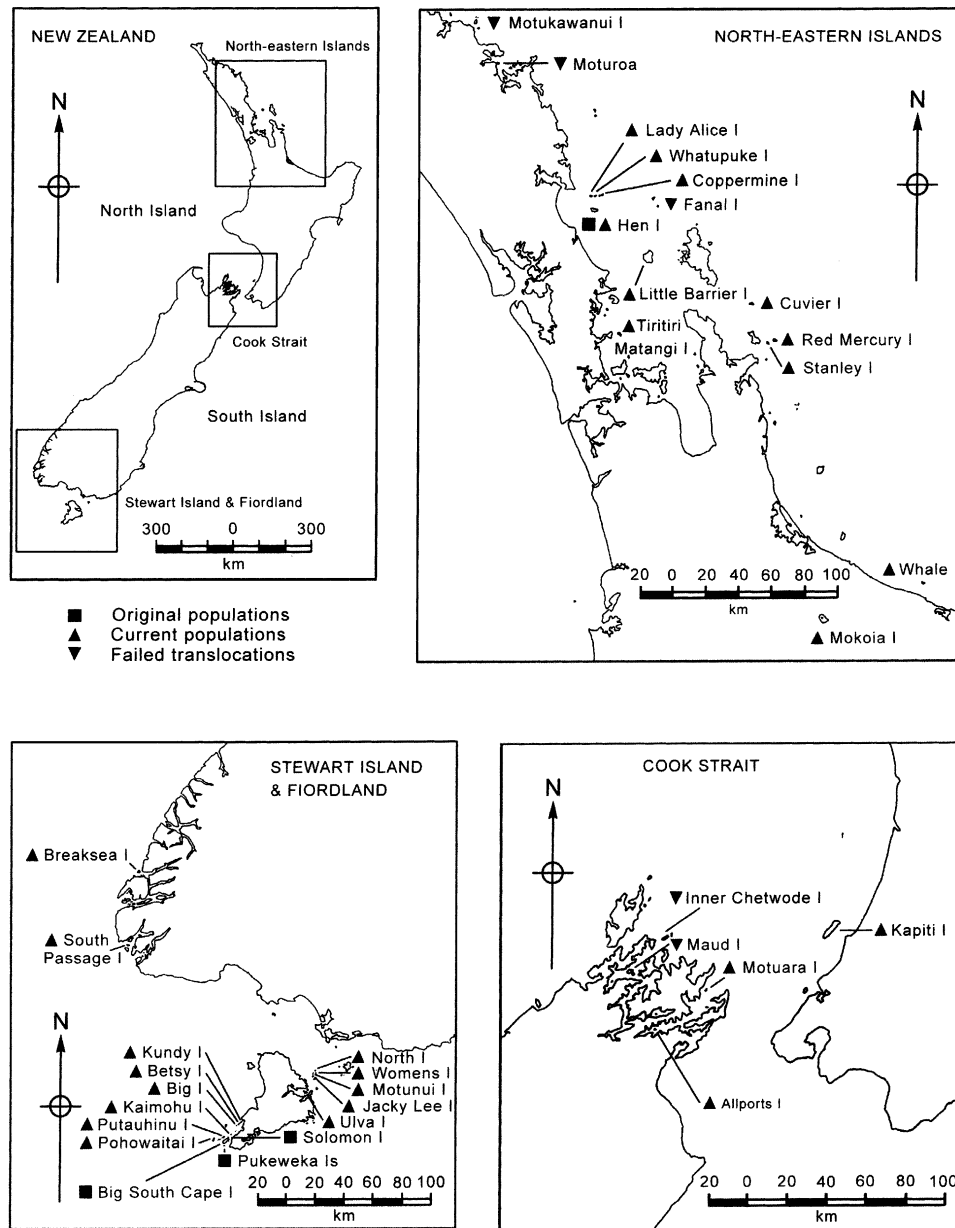 NEW ZEALAND
North-eastern Islands
N
North Island
Cook Strait
South Island
Stewart Island & Fiordland
300 0 300
km
Original populations
Current populations
Failed translocations
NORTH-EASTERN ISLANDS
Motukawanui I
Moturoa
N
Lady Alice I
Whatupuke I
Coppermine I
Fanal I
Hen I
Little Barrier I
Cuvier I
Tiritiri
Matangi I
Red Mercury I
Stanley I
Whale
20 0 20 40 60 80 100
km
Mokoia I
STEWART ISLAND
& FIORDLAND
Breaksea I
South
Passage I
N
Kundy I
Betsy I
Big I
Kaimohu I
Putauhinu I
Pohowaitai I
North I
Womens I
Motunui I
Jacky Lee I
Ulva I
Solomon I
Pukeweka Is
Big South Cape I
20 0 20 40 60 80 100
km
COOK STRAIT
N
Inner Chetwode I
Kapiti I
Maud I
Motuara I
Allports I
20 0 20 40 60 80 100
km